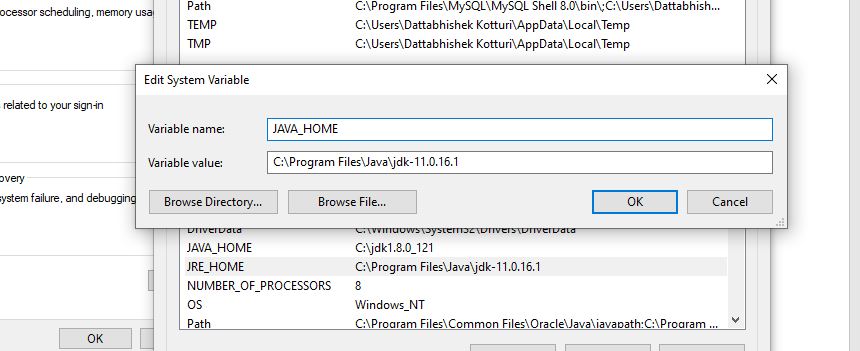 rocessor scheduling, memory usa
Path C:\Program Files\MySQL\MySQL Shell 8.0\bin\;C:\Users\Dattabhish...
TEMP C:\Users\Dattabhishek Kotturi\AppData\Local\Temp
TMP C:\Users\Dattabhishek Kotturi\AppData\Local\Temp
Edit System Variable
related to your sign-in
Variable name: JAVA_HOME
Variable value: C:\Program Files\Java\jdk-11.0.16.1
overy
system failure, and debugging
Browse Directory... Browse File... OK Cancel
DriverData C:\Windows\System32\Drivers\DriverData
JAVA_HOME C:\jdk1.8.0_121
JRE_HOME C:\Program Files\Java\jdk-11.0.16.1
NUMBER_OF_PROCESSORS 8
OS Windows_NT
Path C:\Program Files\Common Files\Oracle\Java\javapath;C:\Program ...
OK